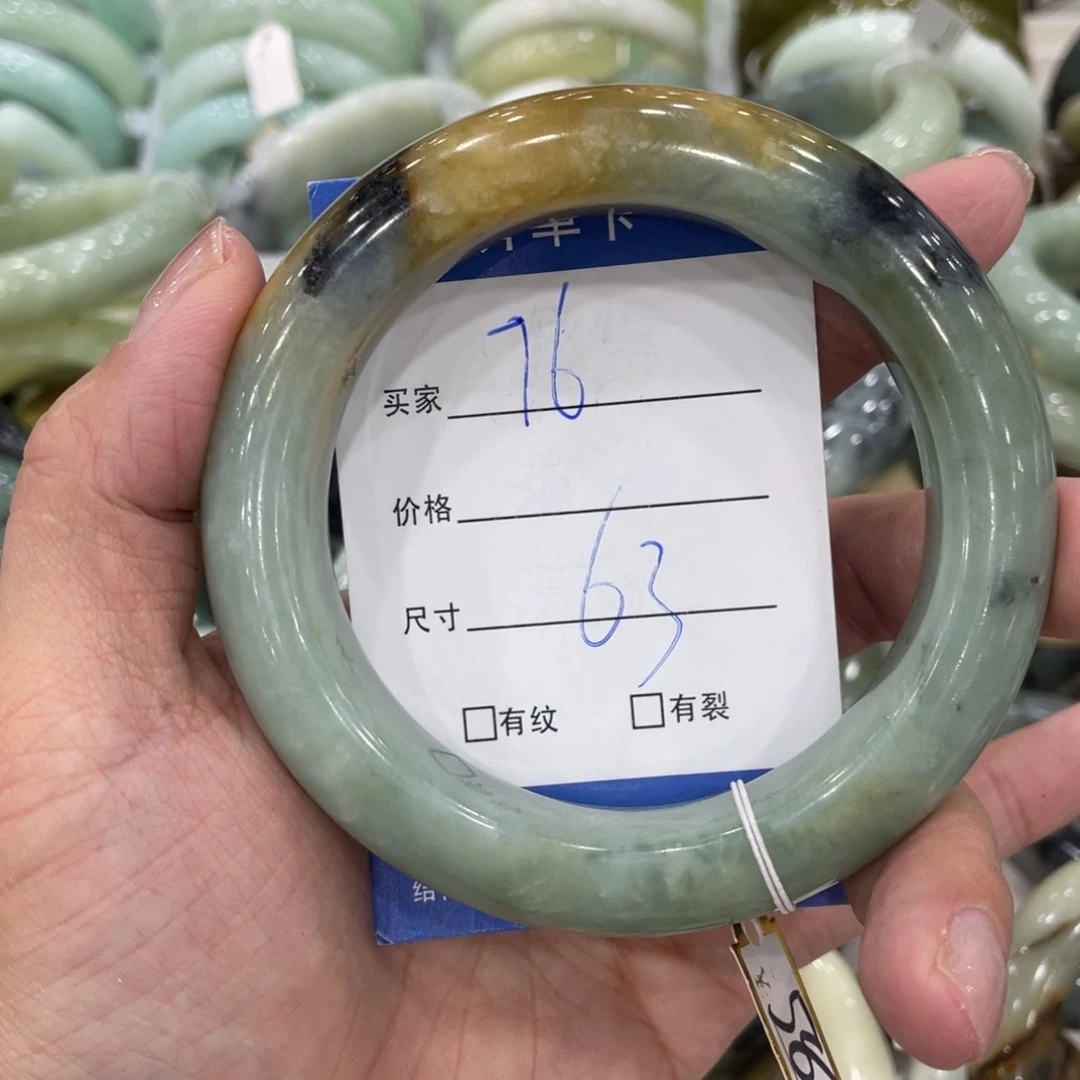 买家 76
价格
尺寸 63
□有纹 □有裂